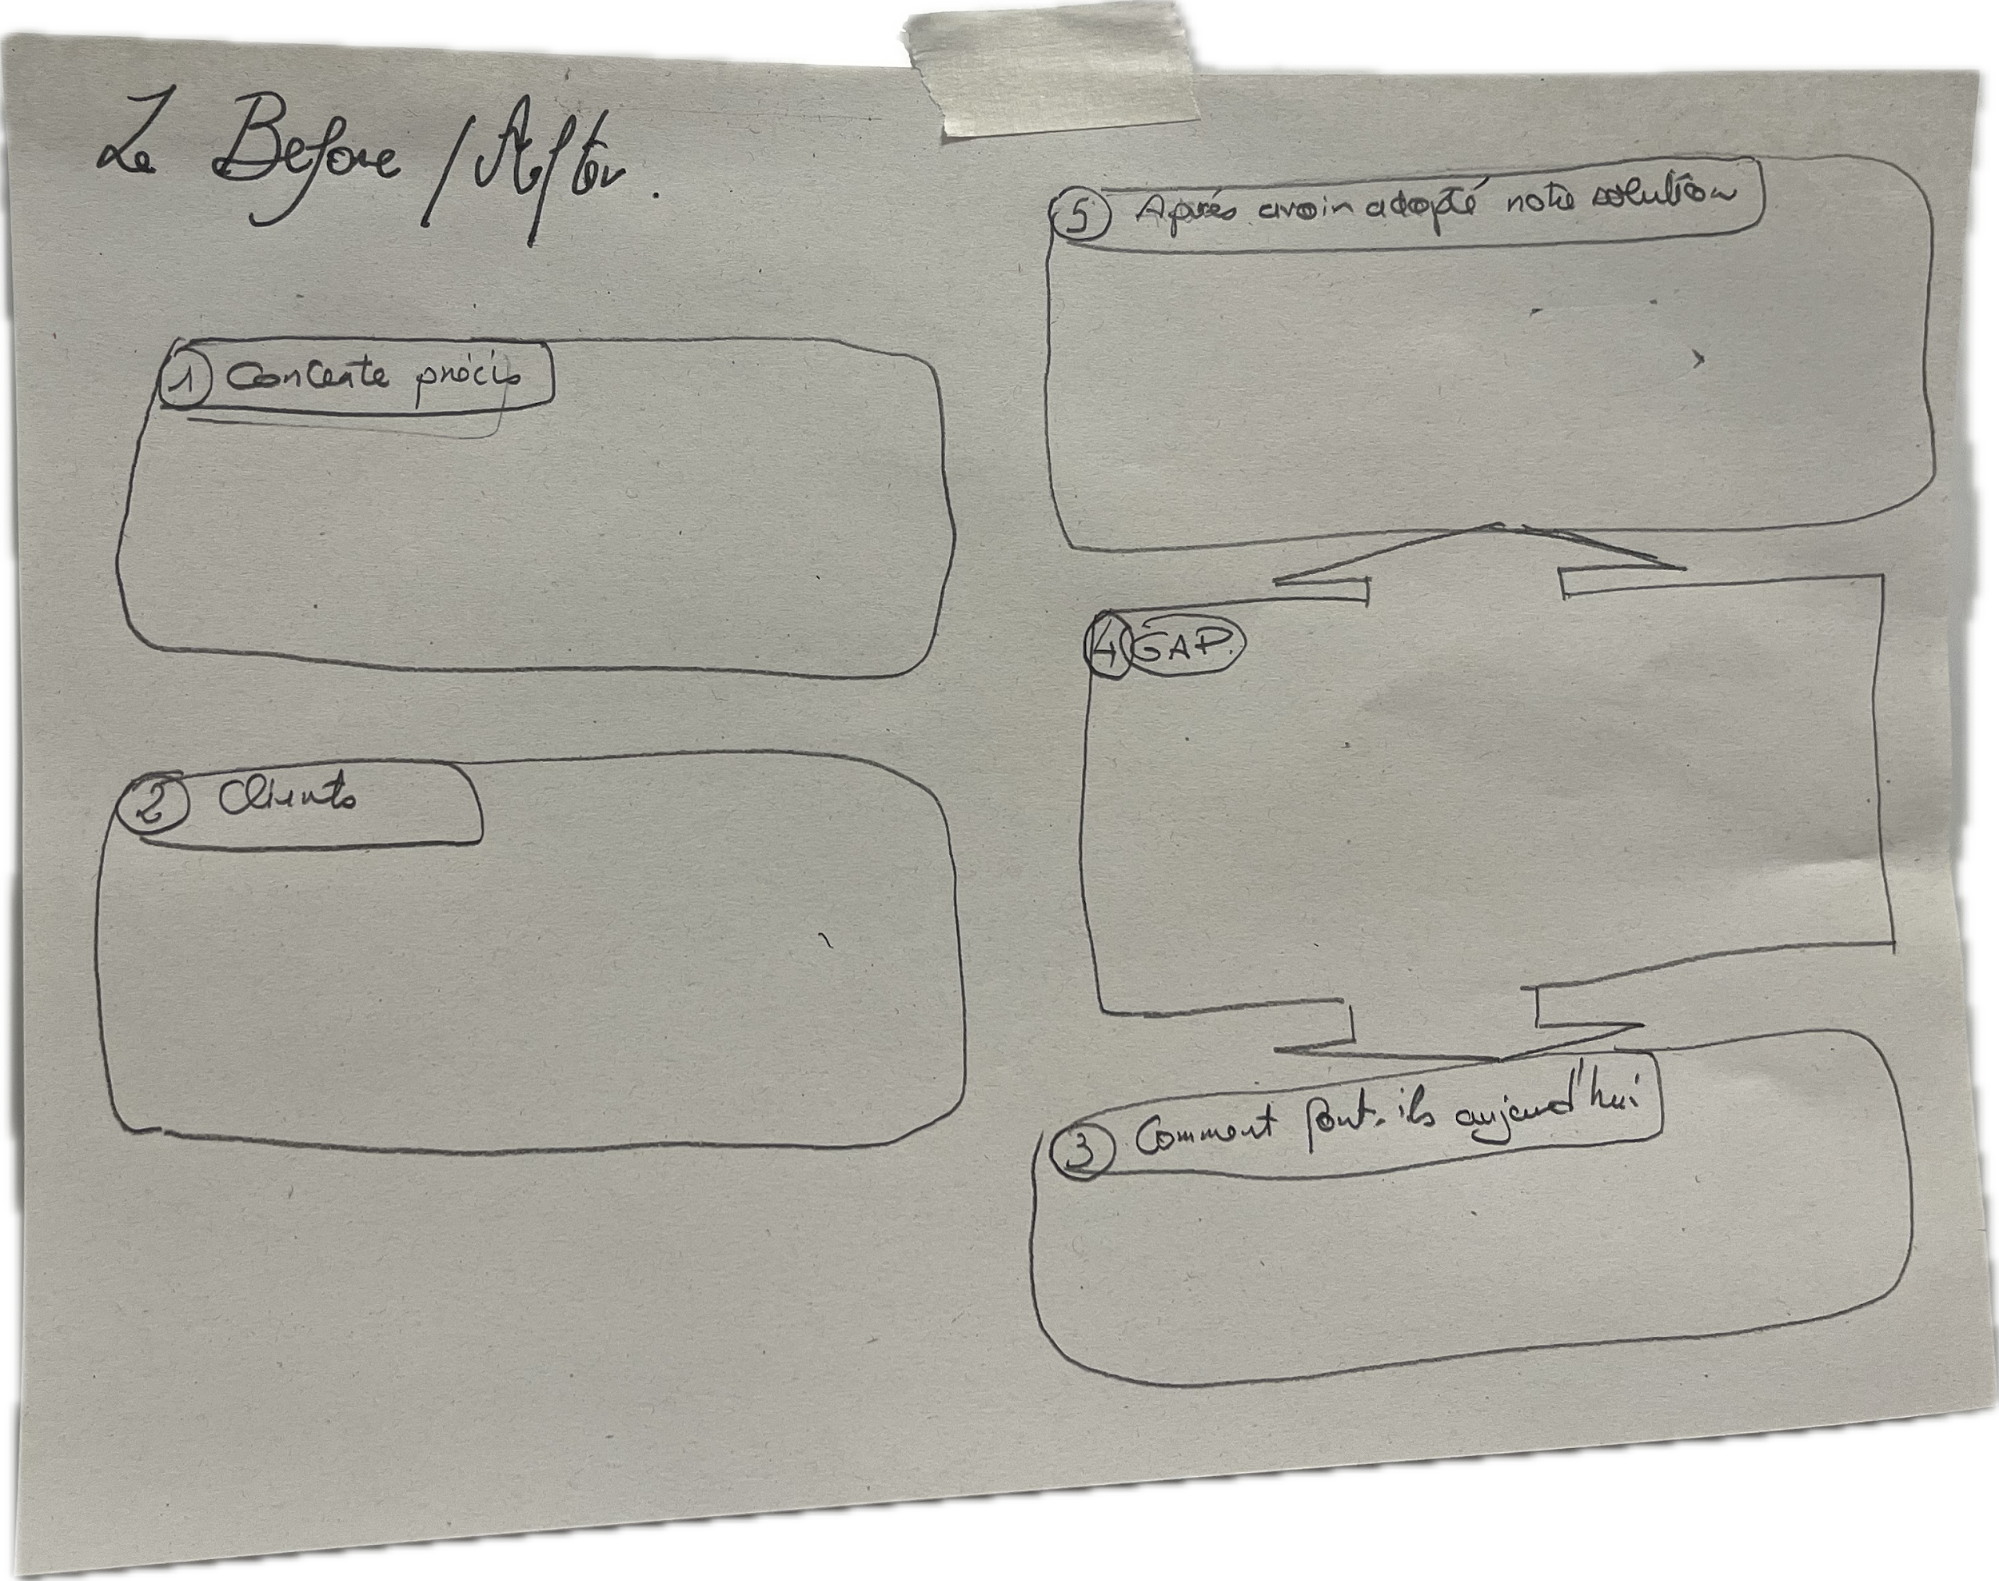 Le Before / After.
1 Contexte précis
2 Clients
5 Après avoir adopté notre solution
4 GAP.
3 Comment font-ils aujourd'hui